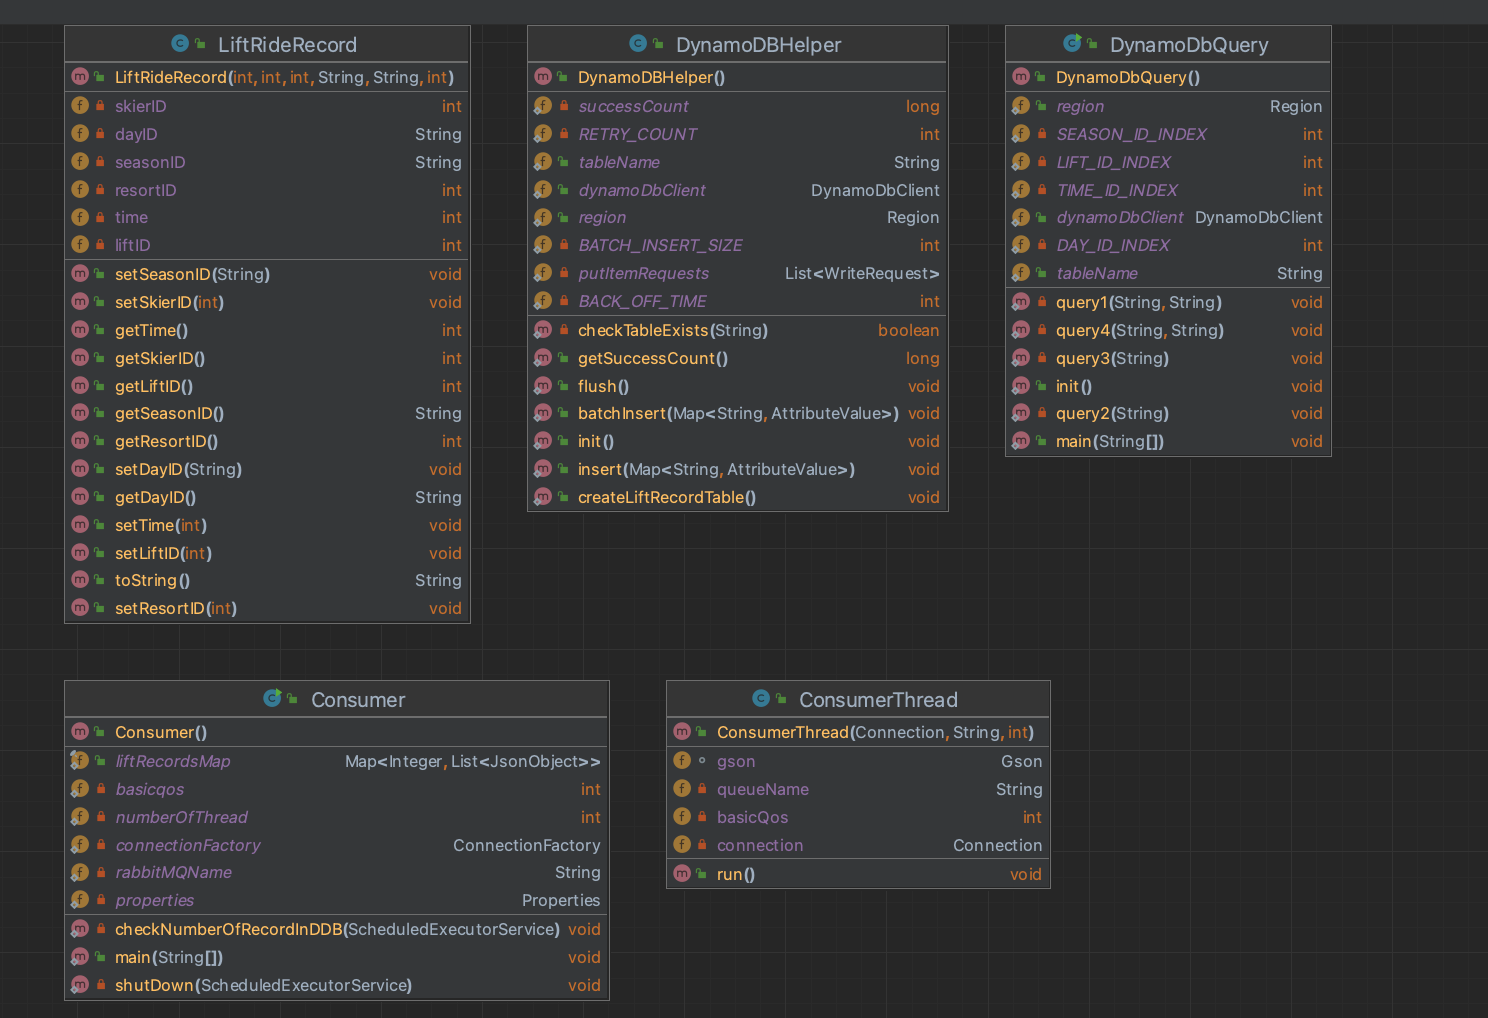 LiftRideRecord
LiftRideRecord(int, int, int, String, String, int)
skierID int
dayID String
seasonID String
resortID int
time int
liftID int
setSeasonID(String) void
setSkierID(int) void
getTime() int
getSkierID() int
getLiftID() int
getSeasonID() String
getResortID() int
setDayID(String) void
getDayID() String
setTime(int) void
setLiftID(int) void
toString() String
setResortID(int) void
DynamoDBHelper
DynamoDBHelper()
successCount long
RETRY_COUNT int
tableName String
dynamoDbClient DynamoDbClient
region Region
BATCH_INSERT_SIZE int
putItemRequests List<WriteRequest>
BACK_OFF_TIME int
checkTableExists(String) boolean
getSuccessCount() long
flush() void
batchInsert(Map<String, AttributeValue>) void
init() void
insert(Map<String, AttributeValue>) void
createLiftRecordTable() void
DynamoDbQuery
DynamoDbQuery()
region Region
SEASON_ID_INDEX int
LIFT_ID_INDEX int
TIME_ID_INDEX int
dynamoDbClient DynamoDbClient
DAY_ID_INDEX int
tableName String
query1(String, String) void
query4(String, String) void
query3(String) void
init() void
query2(String) void
main(String[]) void
Consumer
Consumer()
liftRecordsMap Map<Integer, List<JsonObject>>
basicqos int
numberOfThread int
connectionFactory ConnectionFactory
rabbitMQName String
properties Properties
checkNumberOfRecordInDDB(ScheduledExecutorService) void
main(String[]) void
shutDown(ScheduledExecutorService) void
ConsumerThread
ConsumerThread(Connection, String, int)
gson Gson
queueName String
basicQos int
connection Connection
run() void